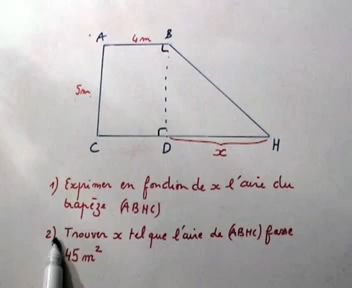 A 4m B
5m
C D x H
1) Exprimer en fonction de x l'aire du
trapèze (ABHC)
2) Trouver x tel que l'aire de (ABHC) fasse
45 m²